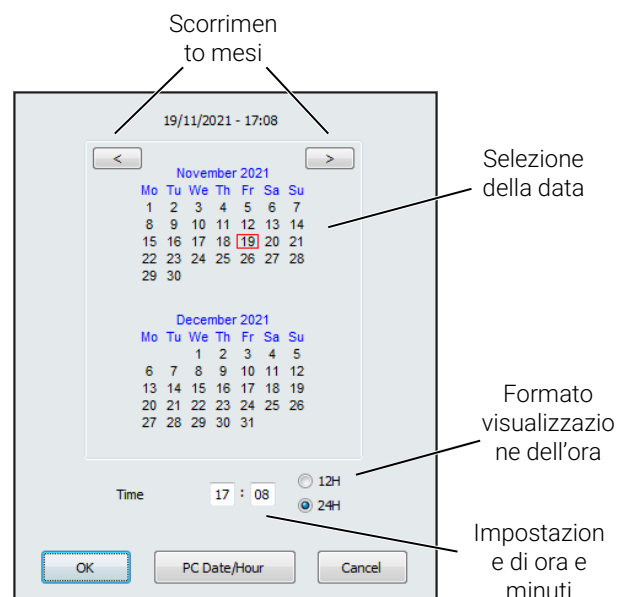 Scorrimen
to mesi
19/11/2021 - 17:08
< >
November 2021
Mo Tu We Th Fr Sa Su
1 2 3 4 5 6 7
8 9 10 11 12 13 14
15 16 17 18 19 20 21
22 23 24 25 26 27 28
29 30
Selezione
della data
December 2021
Mo Tu We Th Fr Sa Su
1 2 3 4 5
6 7 8 9 10 11 12
13 14 15 16 17 18 19
20 21 22 23 24 25 26
27 28 29 30 31
Formato
visualizzazio
ne dell'ora
12H
Time 17 : 08
24H
Impostazion
e di ora e
minuti
OK PC Date/Hour Cancel